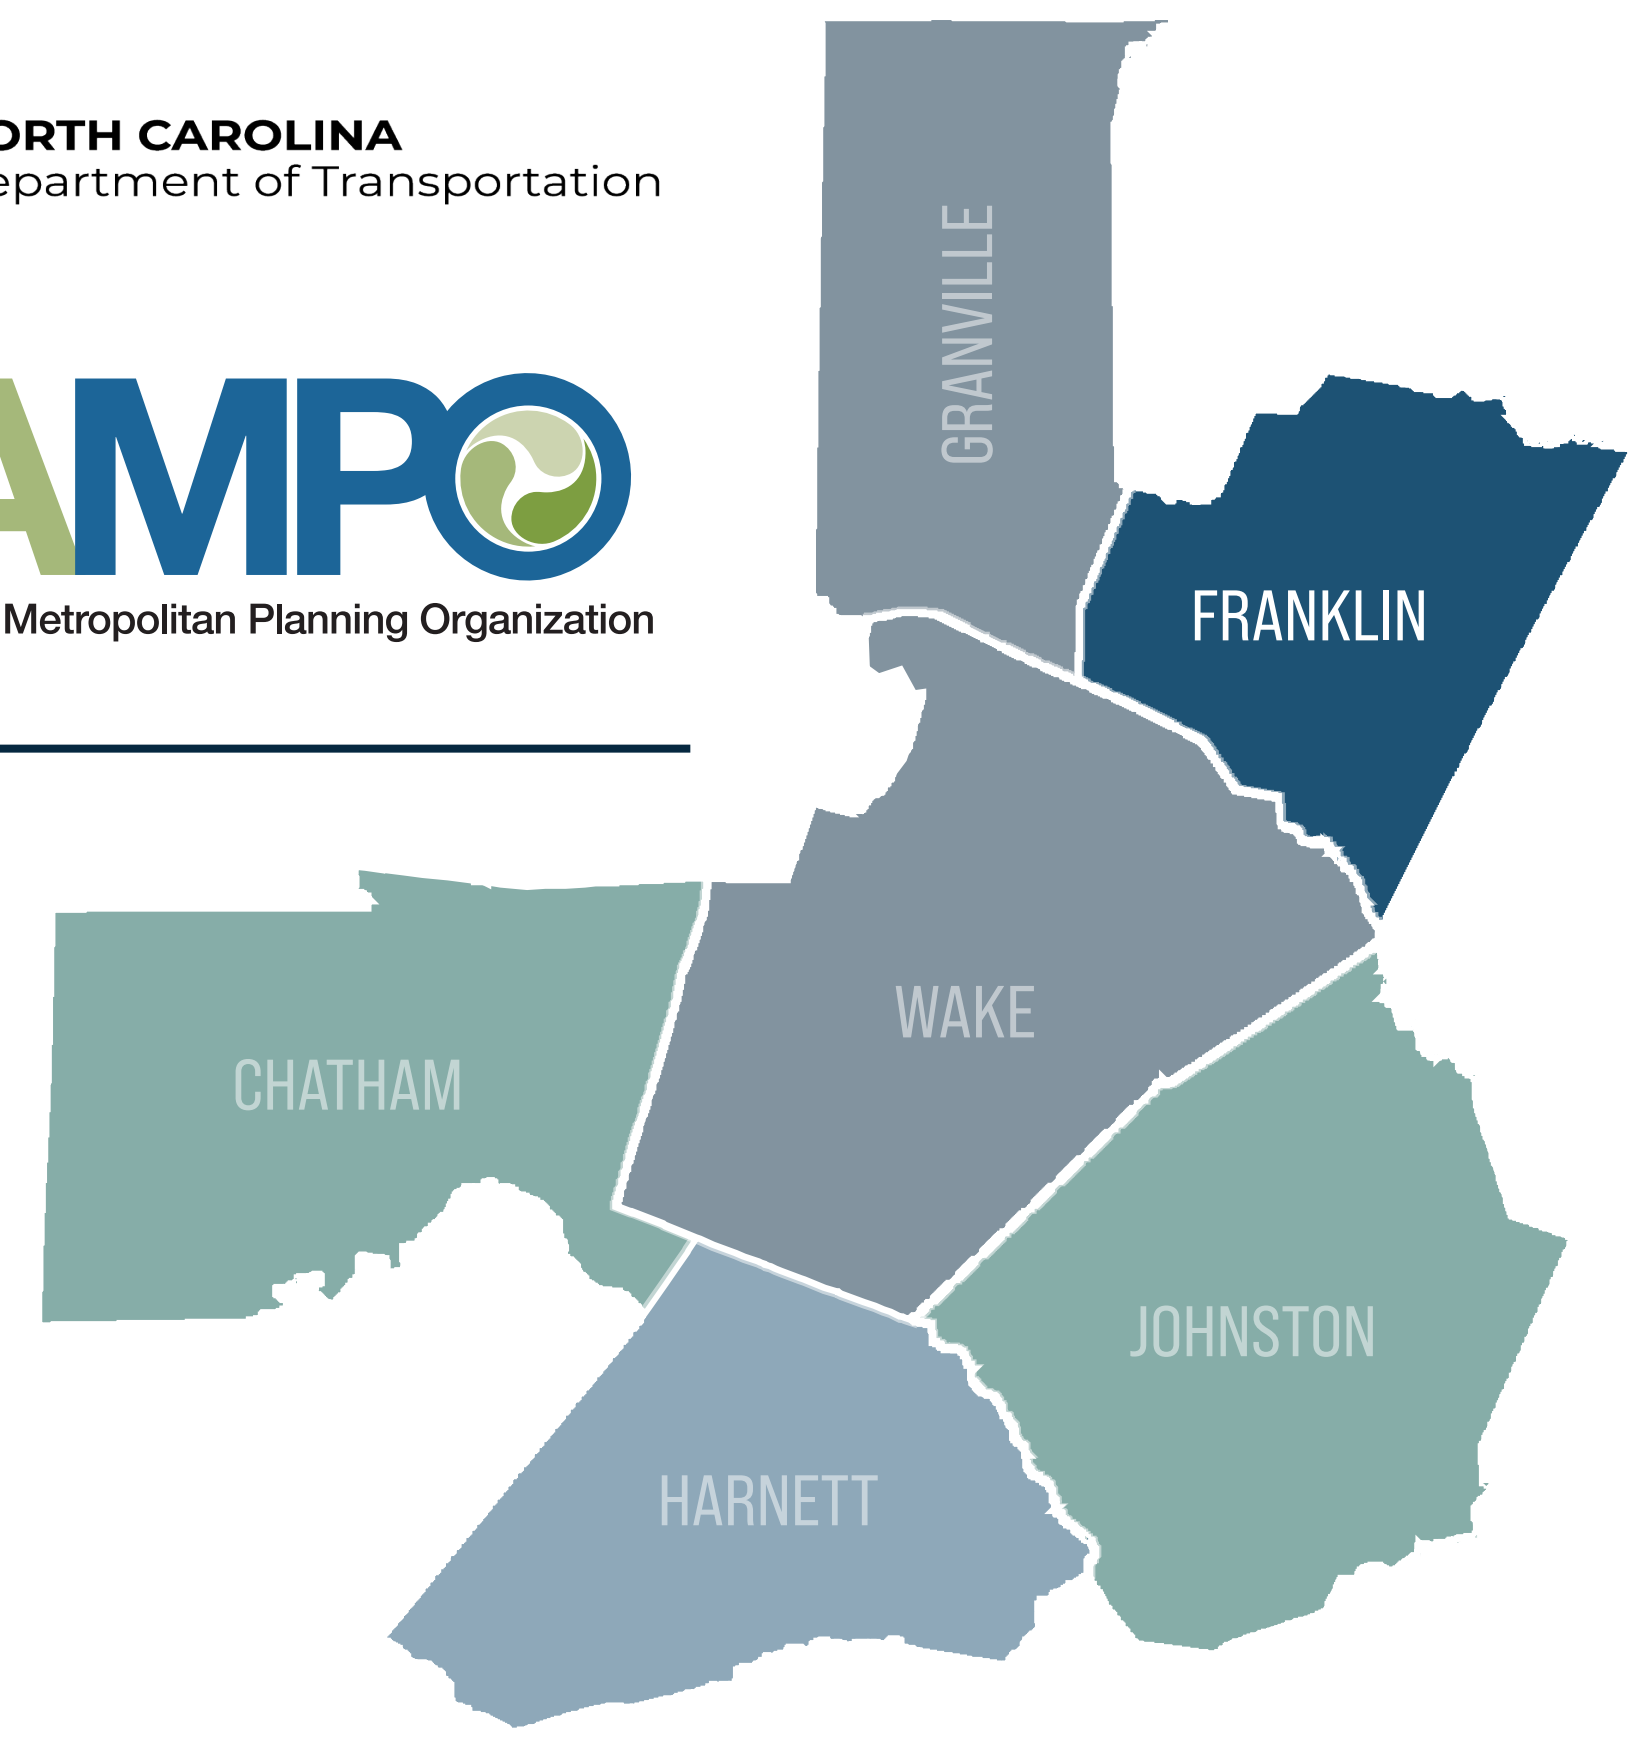 ORTH CAROLINA
epartment of Transportation
AMPO
Metropolitan Planning Organization
GRANVILLE
FRANKLIN
WAKE
CHATHAM
JOHNSTON
HARNETT